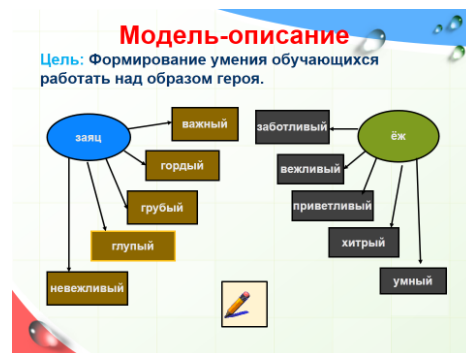 Модель-описание
Цель: Формирование умения обучающихся
работать над образом героя.
заяц
важный
гордый
грубый
глупый
невежливый
ёж
заботливый
вежливый
приветливый
хитрый
умный